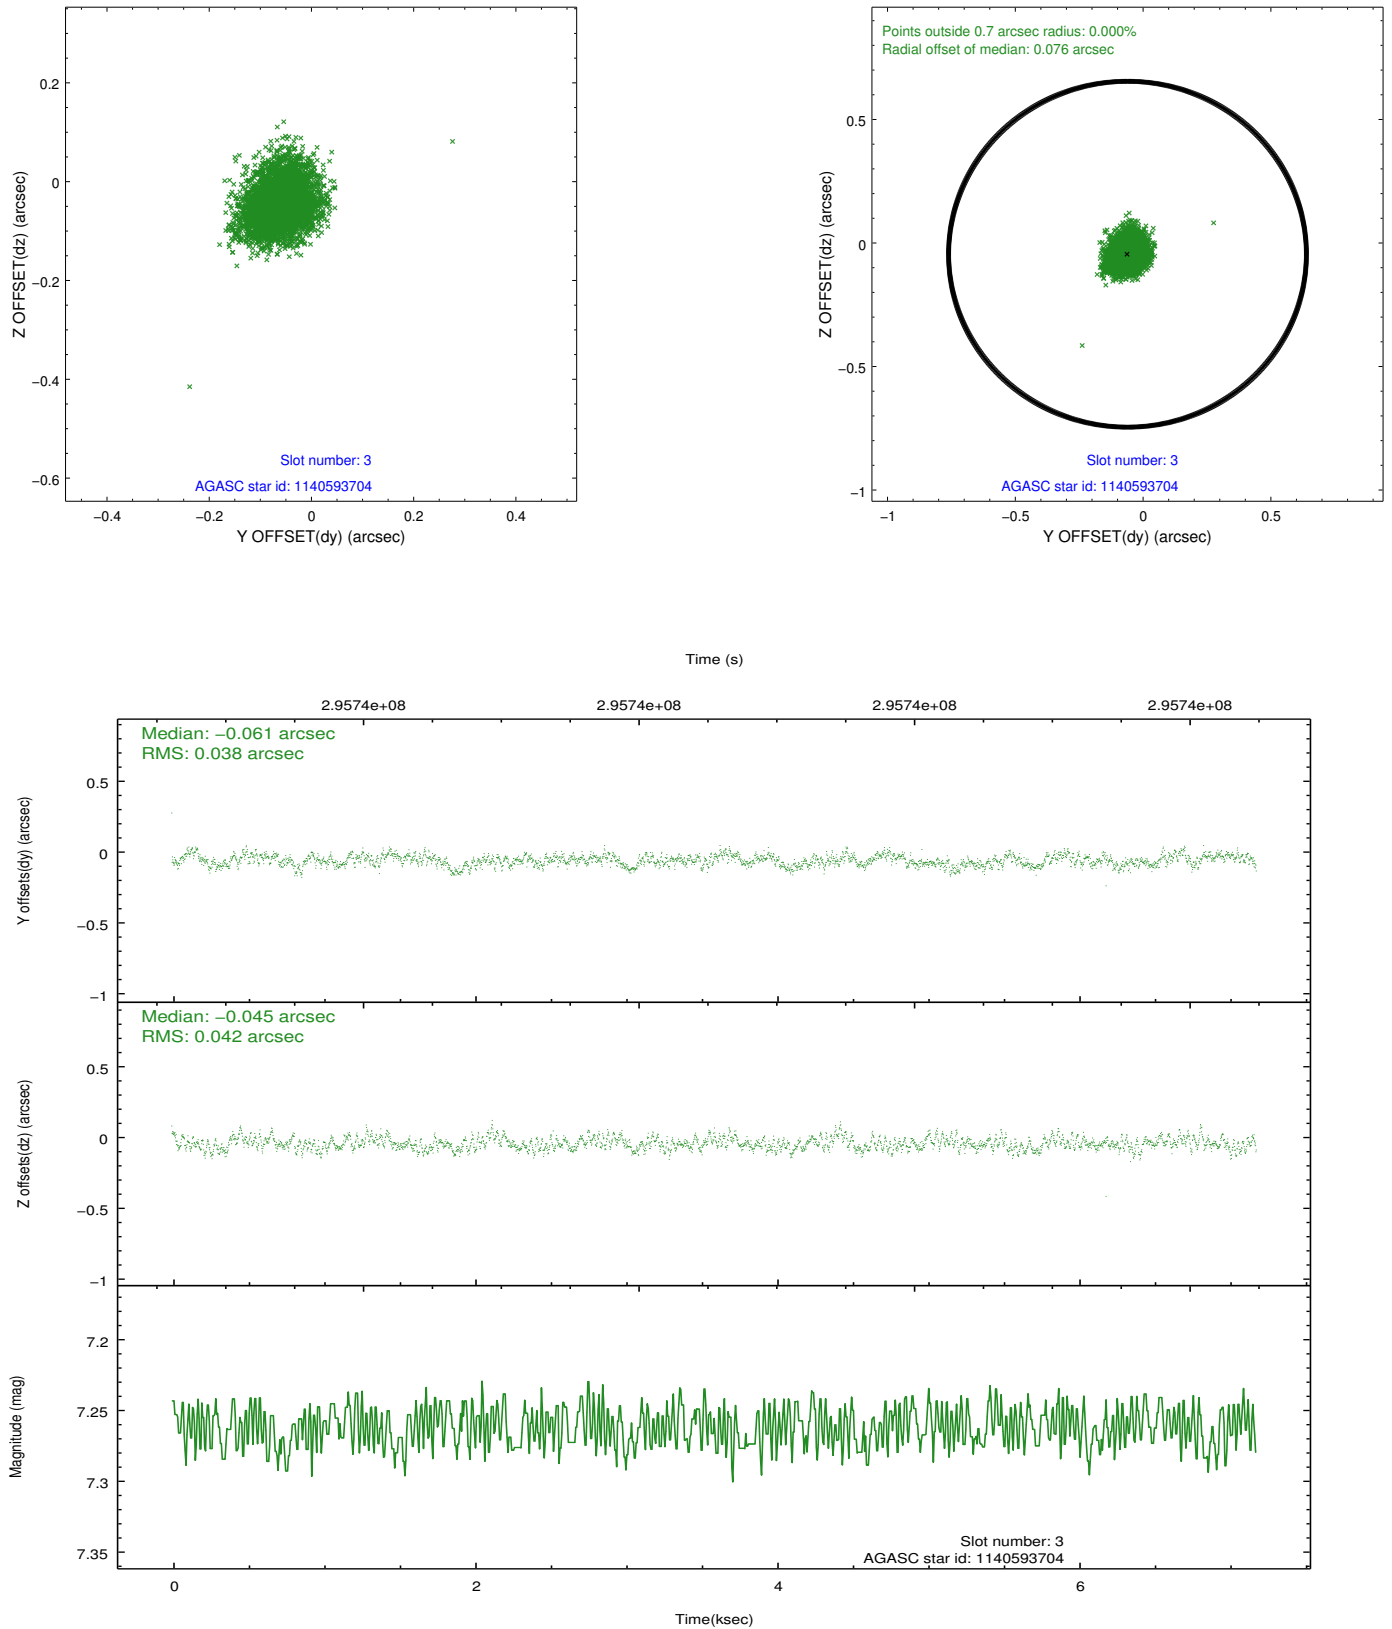 0.2
0
−0.2
−0.4
−0.6
Z OFFSET(dz) (arcsec)
Slot number: 3
AGASC star id: 1140593704
−0.4 −0.2 0 0.2 0.4
Y OFFSET(dy) (arcsec)
Points outside 0.7 arcsec radius: 0.000%
Radial offset of median: 0.076 arcsec
0.5
0
−0.5
−1
Z OFFSET(dz) (arcsec)
Slot number: 3
AGASC star id: 1140593704
−1 −0.5 0 0.5
Y OFFSET(dy) (arcsec)
Time (s)
2.9574e+08 2.9574e+08 2.9574e+08 2.9574e+08
Median: −0.061 arcsec
RMS: 0.038 arcsec
0.5
0
−0.5
−1
Y offsets(dy) (arcsec)
Median: −0.045 arcsec
RMS: 0.042 arcsec
0.5
0
−0.5
−1
Z offsets(dz) (arcsec)
7.2
7.25
7.3
7.35
Magnitude (mag)
Slot number: 3
AGASC star id: 1140593704
0 2 4 6
Time(ksec)